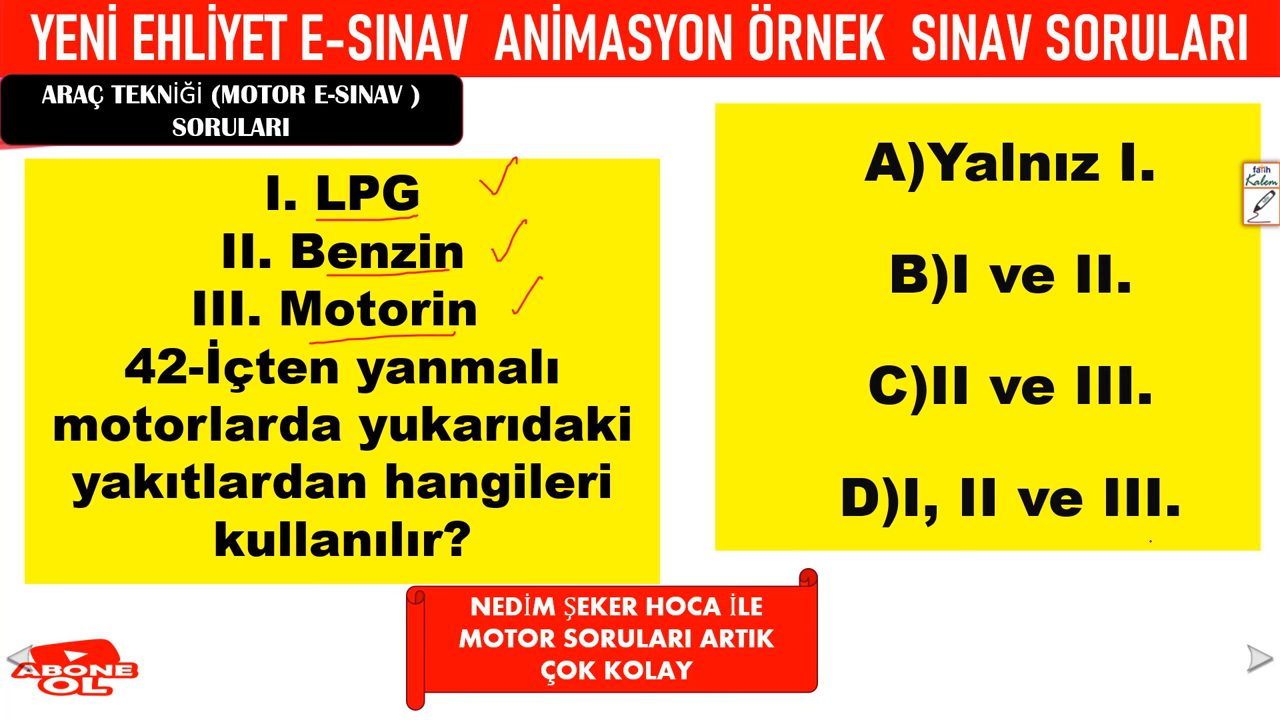 YENİ EHLİYET E-SINAV ANİMASYON ÖRNEK SINAV SORULARI
ARAÇ TEKNİĞİ (MOTOR E-SINAV )
SORULARI
I. LPG
II. Benzin
III. Motorin
42-İçten yanmalı
motorlarda yukarıdaki
yakıtlardan hangileri
kullanılır?
A)Yalnız I.
B)I ve II.
C)II ve III.
D)I, II ve III.
fatih
Kalem
NEDİM ŞEKER HOCA İLE
MOTOR SORULARI ARTIK
ÇOK KOLAY
ABONE
OL